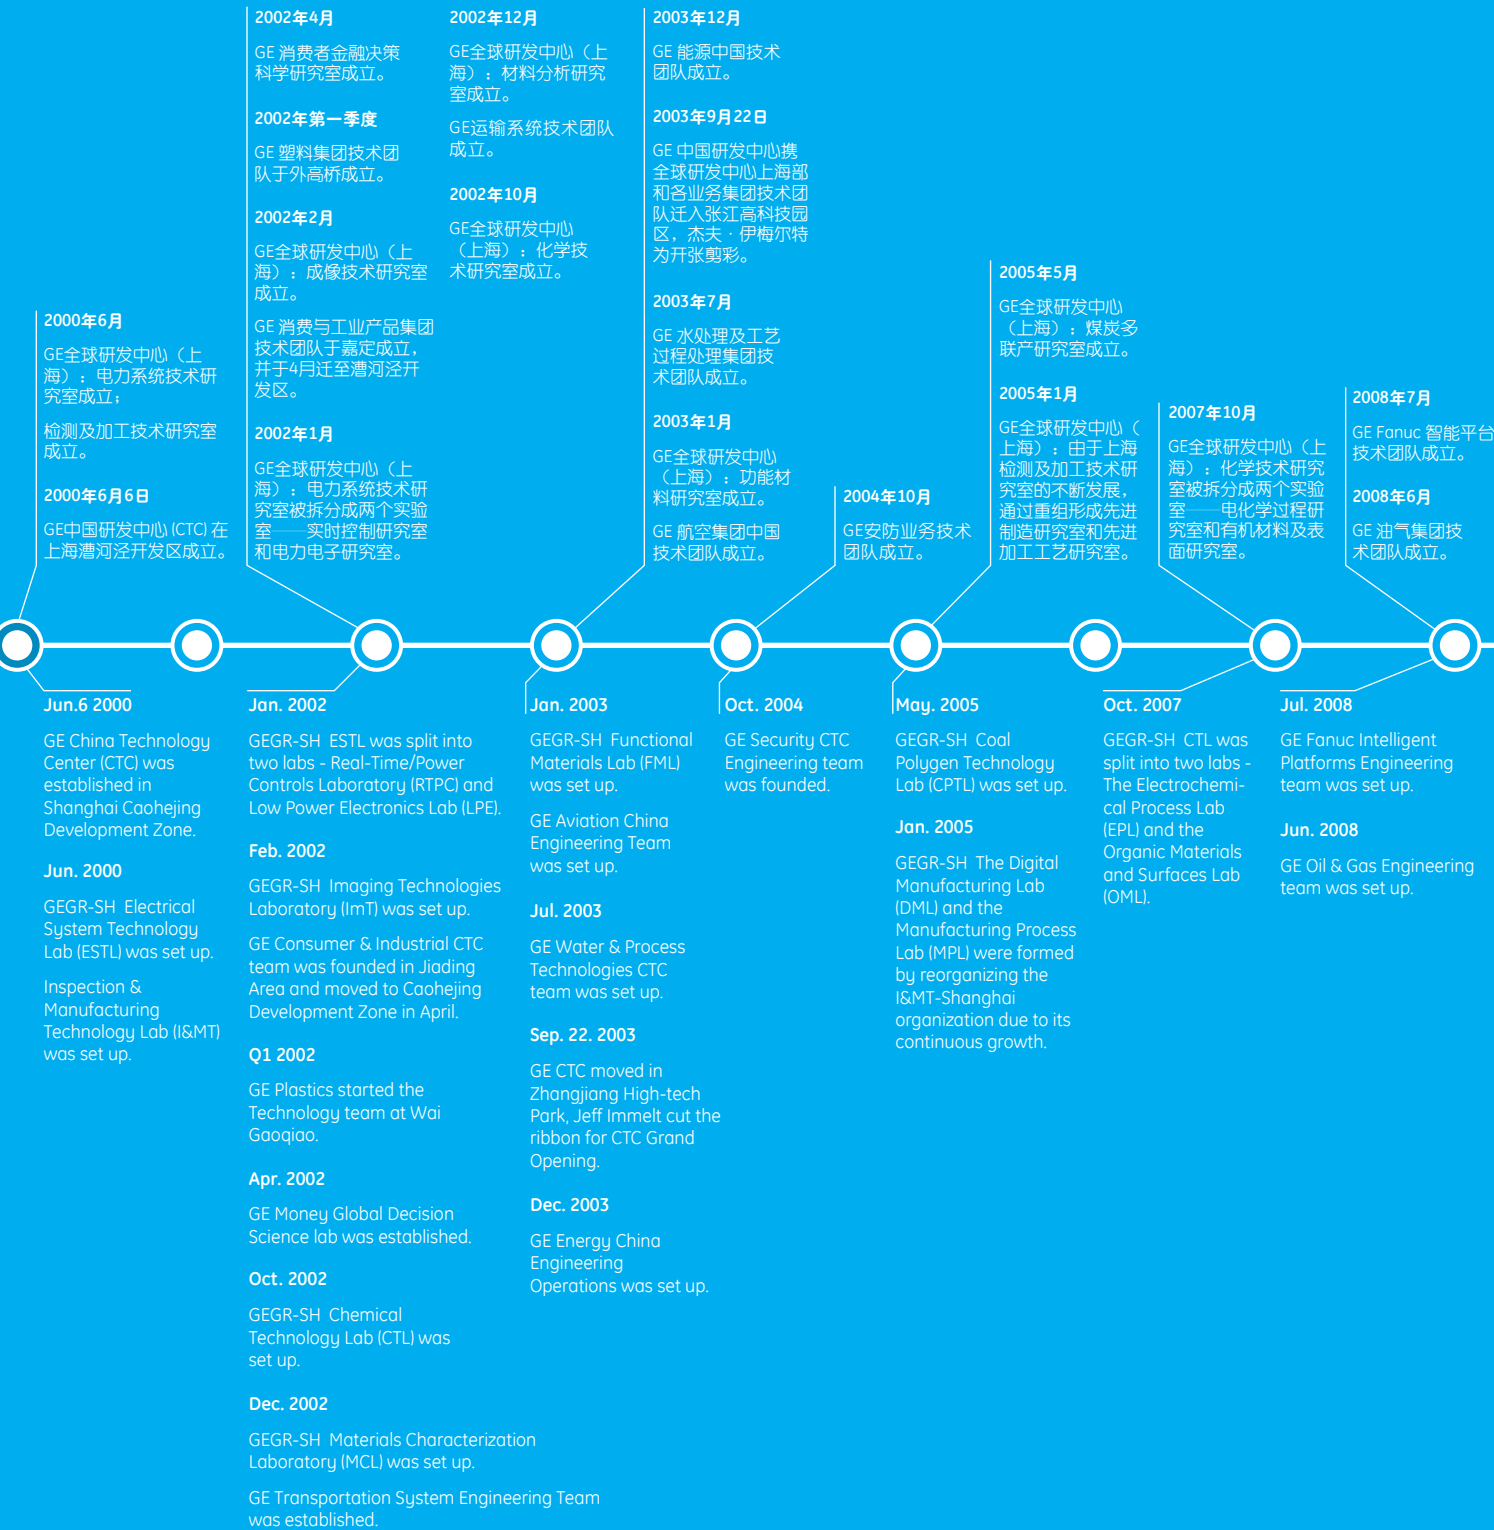 2000年6月
GE全球研发中心（上
海）：电力系统技术研
究室成立；
检测及加工技术研究室
成立。
2000年6月6日
GE中国研发中心 (CTC) 在
上海漕河泾开发区成立。
2002年4月
GE 消费者金融决策
科学研究室成立。
2002年第一季度
GE 塑料集团技术团
队于外高桥成立。
2002年2月
GE全球研发中心（上
海）：成像技术研究室
成立。
GE 消费与工业产品集团
技术团队于嘉定成立，
并于4月迁至漕河泾开
发区。
2002年1月
GE全球研发中心（上
海）：电力系统技术研
究室被拆分成两个实验
室——实时控制研究室
和电力电子研究室。
2002年12月
GE全球研发中心（上
海）：材料分析研究
室成立。
GE运输系统技术团队
成立。
2002年10月
GE全球研发中心
（上海）：化学技
术研究室成立。
2003年12月
GE 能源中国技术
团队成立。
2003年9月22日
GE 中国研发中心携
全球研发中心上海部
和各业务集团技术团
队迁入张江高科技园
区，杰夫·伊梅尔特
为开张剪彩。
2003年7月
GE 水处理及工艺
过程处理集团技
术团队成立。
2003年1月
GE全球研发中心
（上海）：功能材
料研究室成立。
GE 航空集团中国
技术团队成立。
2004年10月
GE安防业务技术
团队成立。
2005年5月
GE全球研发中心
（上海）：煤炭多
联产研究室成立。
2005年1月
GE全球研发中心（
上海）：由于上海
检测及加工技术研
究室的不断发展，
通过重组形成先进
制造研究室和先进
加工工艺研究室。
2007年10月
GE全球研发中心（上
海）：化学技术研究
室被拆分成两个实验
室——电化学过程研
究室和有机材料及表
面研究室。
2008年7月
GE Fanuc 智能平台
技术团队成立。
2008年6月
GE 油气集团技
术团队成立。
Jun.6 2000
GE China Technology
Center (CTC) was
established in
Shanghai Caohejing
Development Zone.
Jun. 2000
GEGR-SH Electrical
System Technology
Lab (ESTL) was set up.
Inspection &
Manufacturing
Technology Lab (I&MT)
was set up.
Jan. 2002
GEGR-SH ESTL was split into
two labs - Real-Time/Power
Controls Laboratory (RTPC) and
Low Power Electronics Lab (LPE).
Feb. 2002
GEGR-SH Imaging Technologies
Laboratory (ImT) was set up.
GE Consumer & Industrial CTC
team was founded in Jiading
Area and moved to Caohejing
Development Zone in April.
Q1 2002
GE Plastics started the
Technology team at Wai
Gaoqiao.
Apr. 2002
GE Money Global Decision
Science lab was established.
Oct. 2002
GEGR-SH Chemical
Technology Lab (CTL) was
set up.
Dec. 2002
GEGR-SH Materials Characterization
Laboratory (MCL) was set up.
GE Transportation System Engineering Team
was established.
Jan. 2003
GEGR-SH Functional
Materials Lab (FML)
was set up.
GE Aviation China
Engineering Team
was set up.
Jul. 2003
GE Water & Process
Technologies CTC
team was set up.
Sep. 22. 2003
GE CTC moved in
Zhangjiang High-tech
Park, Jeff Immelt cut the
ribbon for CTC Grand
Opening.
Dec. 2003
GE Energy China
Engineering
Operations was set up.
Oct. 2004
GE Security CTC
Engineering team
was founded.
May. 2005
GEGR-SH Coal
Polygen Technology
Lab (CPTL) was set up.
Jan. 2005
GEGR-SH The Digital
Manufacturing Lab
(DML) and the
Manufacturing Process
Lab (MPL) were formed
by reorganizing the
I&MT-Shanghai
organization due to its
continuous growth.
Oct. 2007
GEGR-SH CTL was
split into two labs -
The Electrochemi-
cal Process Lab
(EPL) and the
Organic Materials
and Surfaces Lab
(OML).
Jul. 2008
GE Fanuc Intelligent
Platforms Engineering
team was set up.
Jun. 2008
GE Oil & Gas Engineering
team was set up.